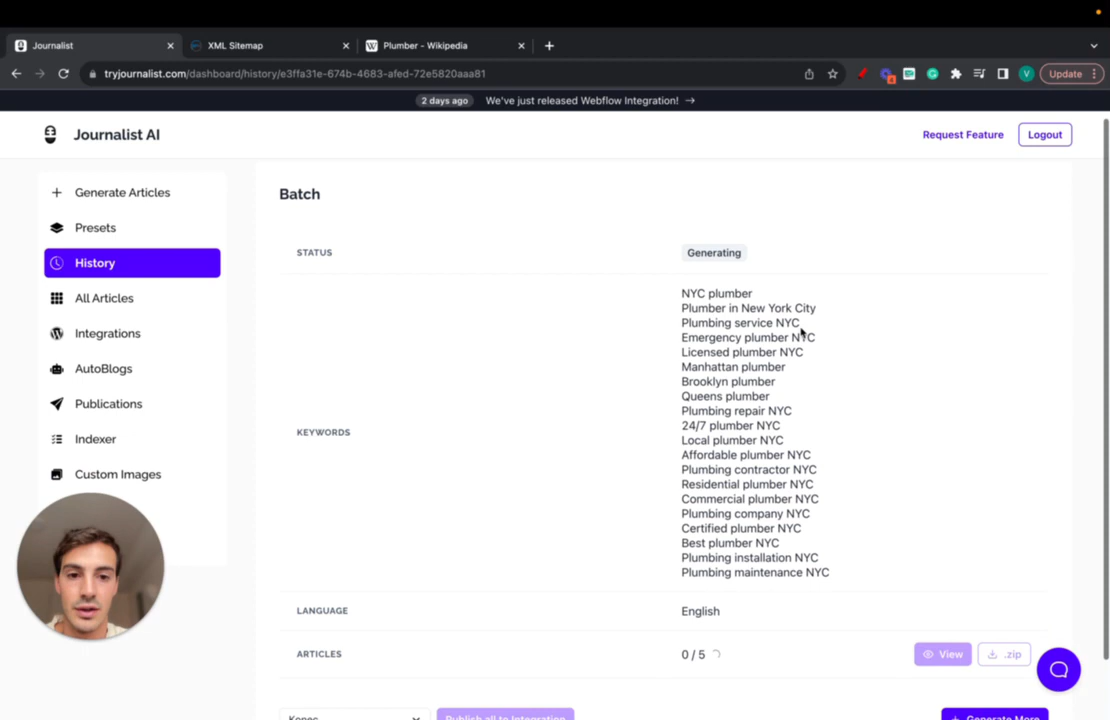 Journalist
XML Sitemap
Plumber - Wikipedia
tryjournalist.com/dashboard/history/e3ffa31e-674b-4683-afed-72e5820aaa81
V
Update
2 days ago
We've just released Webflow Integration! →
Journalist AI
Request Feature
Logout
Generate Articles
Presets
History
All Articles
Integrations
AutoBlogs
Publications
Indexer
Custom Images
Batch
STATUS
Generating
KEYWORDS
NYC plumber
Plumber in New York City
Plumbing service NYC
Emergency plumber NYC
Licensed plumber NYC
Manhattan plumber
Brooklyn plumber
Queens plumber
Plumbing repair NYC
24/7 plumber NYC
Local plumber NYC
Affordable plumber NYC
Plumbing contractor NYC
Residential plumber NYC
Commercial plumber NYC
Plumbing company NYC
Certified plumber NYC
Best plumber NYC
Plumbing installation NYC
Plumbing maintenance NYC
LANGUAGE
English
ARTICLES
0 / 5
View
.zip
Konec
Publish all to Integration
+ Generate More